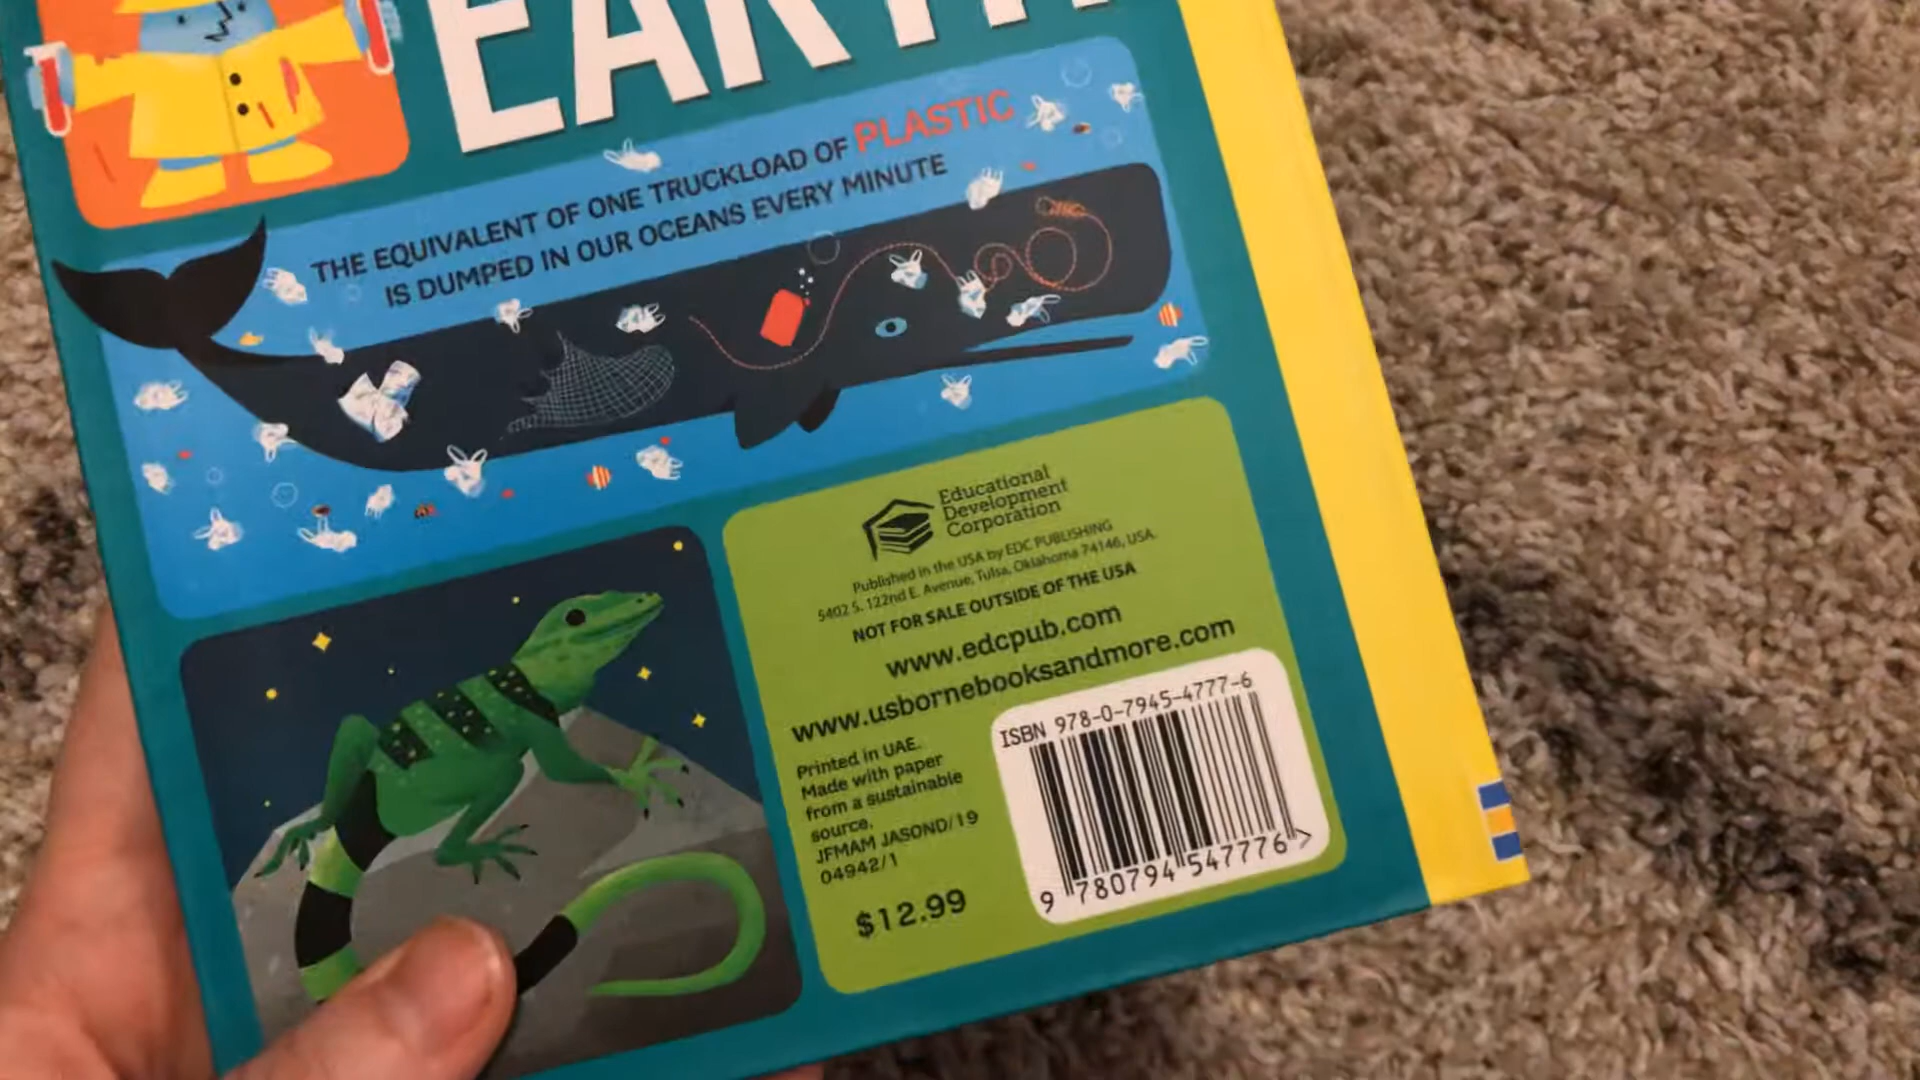 EARTH
THE EQUIVALENT OF ONE TRUCKLOAD OF PLASTIC
IS DUMPED IN OUR OCEANS EVERY MINUTE
Educational
Development
Corporation
Published in the USA by EDC PUBLISHING
5402 S. 122nd E. Avenue, Tulsa, Oklahoma 74146, USA.
NOT FOR SALE OUTSIDE OF THE USA
www.edcpub.com
www.usbornebooksandmore.com
Printed in UAE.
Made with paper
from a sustainable
source.
JFMAM JASOND/19
04942/1
$12.99
ISBN 978-0-7945-4777-6
9 780794 547776 >